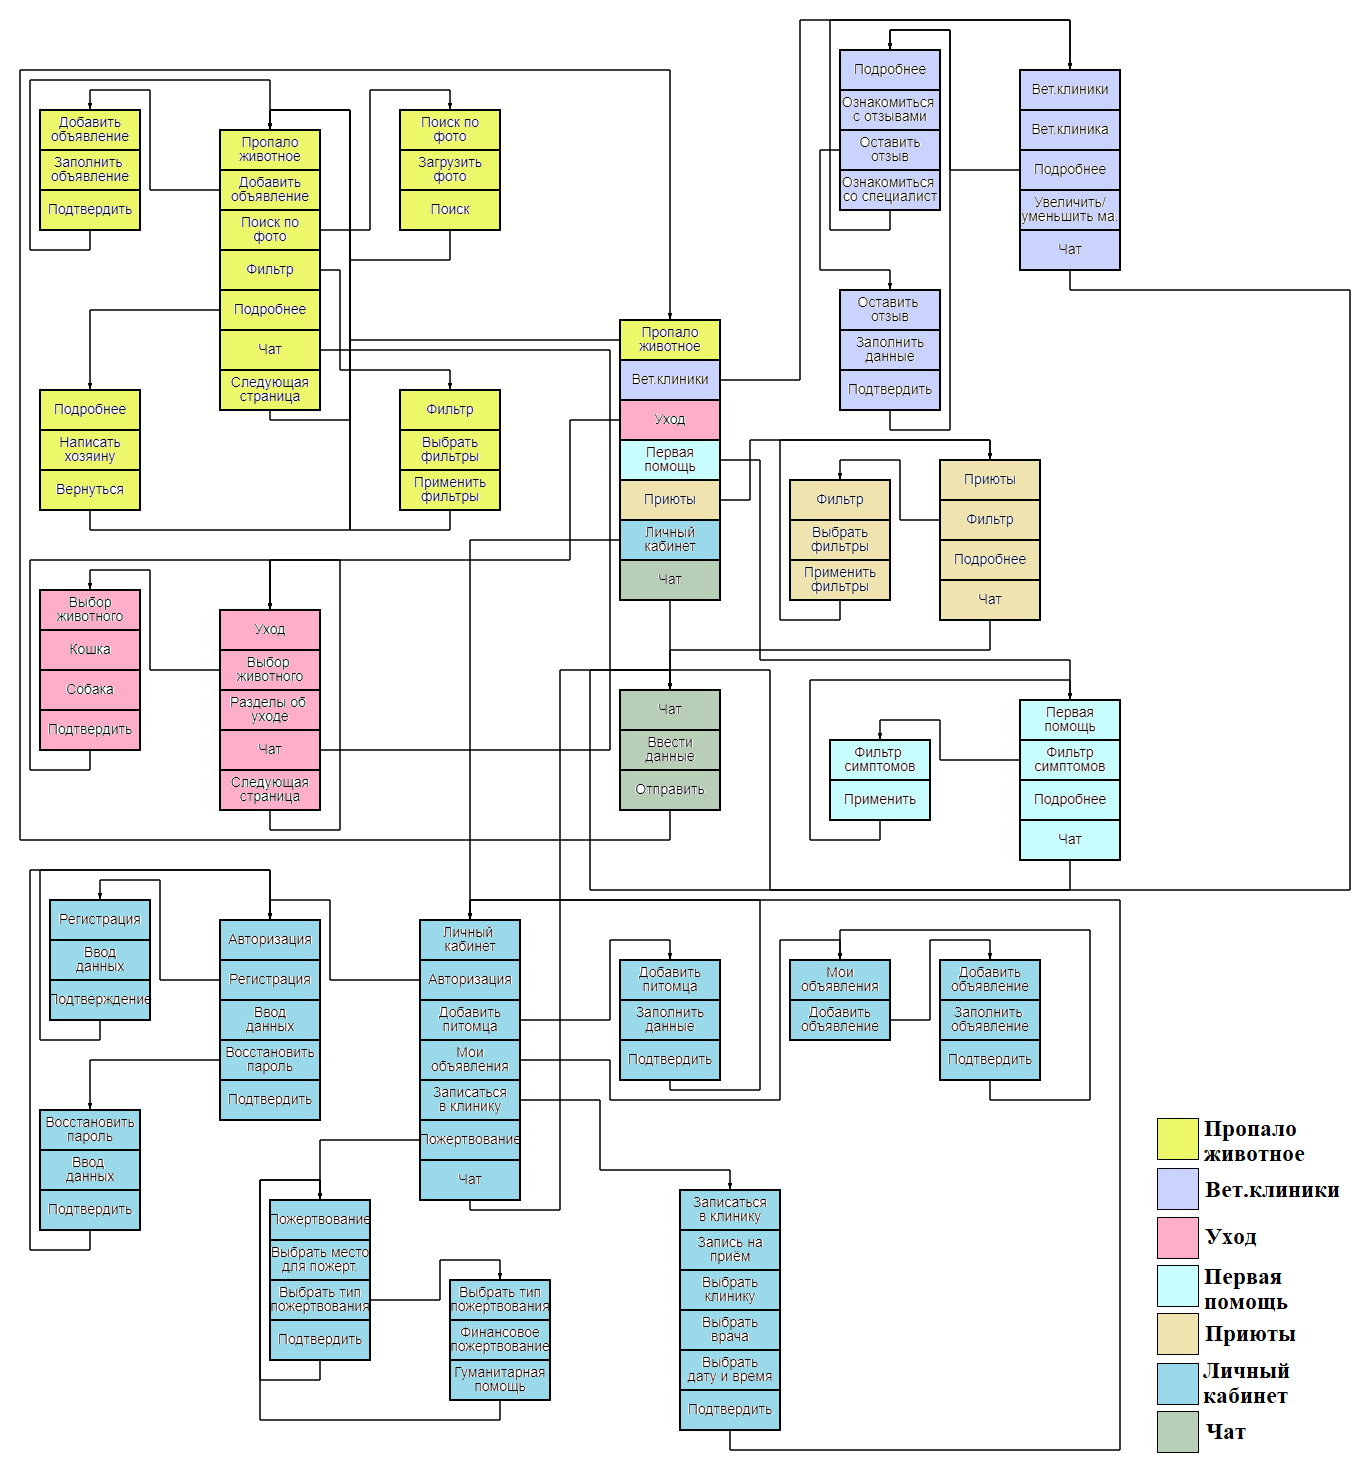 Добавить
объявление
Заполнить
объявление
Подтвердить
Пропало
животное
Добавить
объявление
Поиск по
фото
Фильтр
Подробнее
Чат
Следующая
страница
Поиск по
фото
Загрузить
фото
Поиск
Подробнее
Написать
хозяину
Вернуться
Фильтр
Выбрать
фильтры
Применить
фильтры
Пропало
животное
Вет.клиники
Уход
Первая
помощь
Приюты
Личный
кабинет
Чат
Подробнее
Ознакомиться
с отзывами
Оставить
отзыв
Ознакомиться
со специалист
Вет.клиники
Вет.клиника
Подробнее
Увеличить/
уменьшить ма.
Чат
Оставить
отзыв
Заполнить
данные
Подтвердить
Фильтр
Выбрать
фильтры
Применить
фильтры
Приюты
Фильтр
Подробнее
Чат
Выбор
животного
Кошка
Собака
Подтвердить
Уход
Выбор
животного
Разделы об
уходе
Чат
Следующая
страница
Чат
Ввести
данные
Отправить
Фильтр
симптомов
Применить
Первая
помощь
Фильтр
симптомов
Подробнее
Чат
Регистрация
Ввод
данных
Подтверждение
Авторизация
Регистрация
Ввод
данных
Восстановить
пароль
Подтвердить
Восстановить
пароль
Ввод
данных
Подтвердить
Личный
кабинет
Авторизация
Добавить
питомца
Мои
объявления
Записаться
в клинику
Пожертвование
Чат
Добавить
питомца
Заполнить
данные
Подтвердить
Мои
объявления
Добавить
объявление
Добавить
объявление
Заполнить
объявление
Подтвердить
Пожертвование
Выбрать место
для пожерт.
Выбрать тип
пожертвования
Подтвердить
Выбрать тип
пожертвования
Финансовое
пожертвование
Гуманитарная
помощь
Записаться
в клинику
Запись на
приём
Выбрать
клинику
Выбрать
врача
Выбрать
дату и время
Подтвердить
Пропало
животное
Вет.клиники
Уход
Первая
помощь
Приюты
Личный
кабинет
Чат